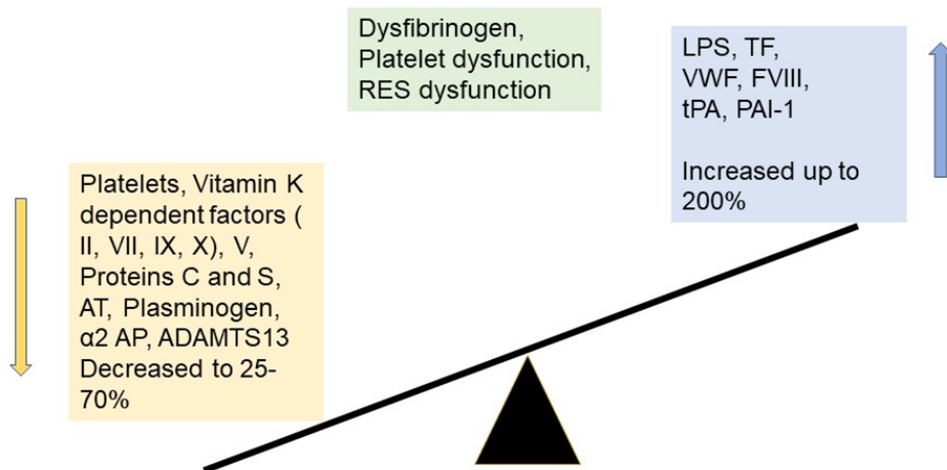 Dysfibrinogen,
Platelet dysfunction,
RES dysfunction
LPS, TF,
VWF, FVIII,
tPA, PAI-1
Increased up to
200%
Platelets, Vitamin K
dependent factors (
II, VII, IX, X), V,
Proteins C and S,
AT, Plasminogen,
α2 AP, ADAMTS13
Decreased to 25-
70%